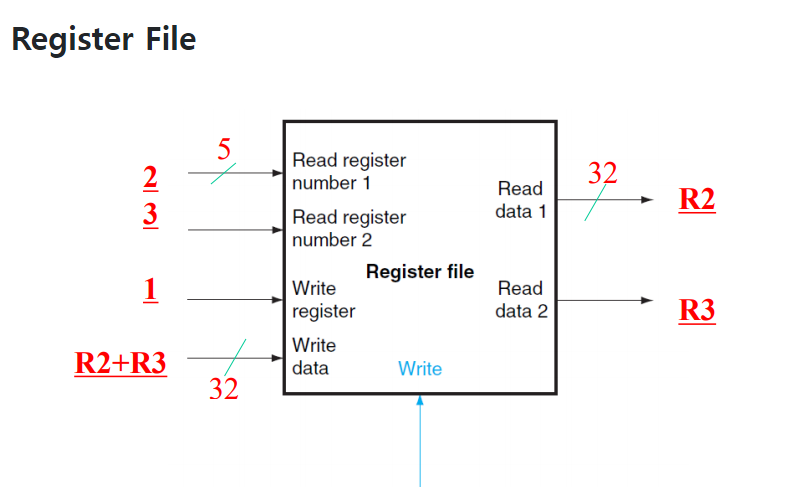 Register File
5
2
Read register
number 1
32
Read
data 1
R2
3
Read register
number 2
Register file
1
Write
register
Read
data 2
R3
Write
data
R2+R3
32
Write